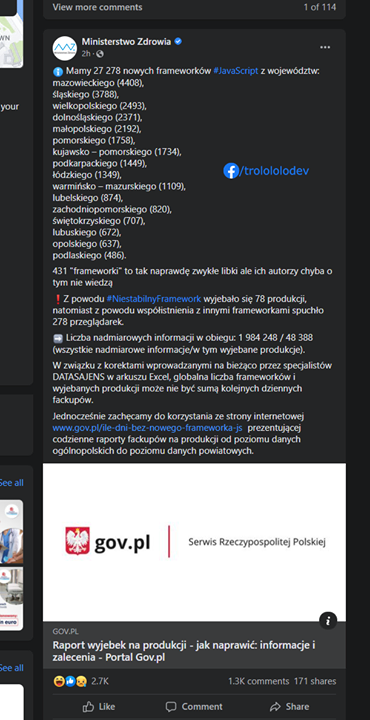 View more comments
1 of 114
Ministerstwo Zdrowia
2h
Mamy 27 278 nowych frameworków #JavaScript z województw:
mazowieckiego (4408),
śląskiego (3788),
wielkopolskiego (2493),
dolnośląskiego (2371),
małopolskiego (2192),
pomorskiego (1758),
kujawsko – pomorskiego (1734),
podkarpackiego (1449),
łódzkiego (1349),
warmińsko – mazurskiego (1109),
lubelskiego (874),
zachodniopomorskiego (820),
świętokrzyskiego (707),
lubuskiego (672),
opolskiego (637),
podlaskiego (486).
/trolololodev
your
431 "frameworki" to tak naprawdę zwykłe libki ale ich autorzy chyba o
tym nie wiedzą
❗ Z powodu #NiestabilnyFramework wyjebało się 78 produkcji,
natomiast z powodu współistnienia z innymi frameworkami spuchło
278 przeglądarek.
➡ Liczba nadmiarowych informacji w obiegu: 1 984 248 / 48 388
(wszystkie nadmiarowe informacje/w tym wyjebane produkcje).
W związku z korektami wprowadzanymi na bieżąco przez specjalistów
DATASAJENS w arkuszu Excel, globalna liczba frameworków i
wyjebanych produkcji może nie być sumą kolejnych dziennych
fackupów.
Jednocześnie zachęcamy do korzystania ze strony internetowej
www.gov.pl/ile-dni-bez-nowego-frameworka-js prezentującej
codzienne raporty fackupów na produkcji od poziomu danych
ogólnopolskich do poziomu danych powiatowych.
See all
gov.pl
Serwis Rzeczypospolitej Polskiej
GOV.PL
Raport wyjebek na produkcji - jak naprawić: informacje i
zalecenia - Portal Gov.pl
See all
2.7K
1.3K comments 171 shares
Like
Comment
Share